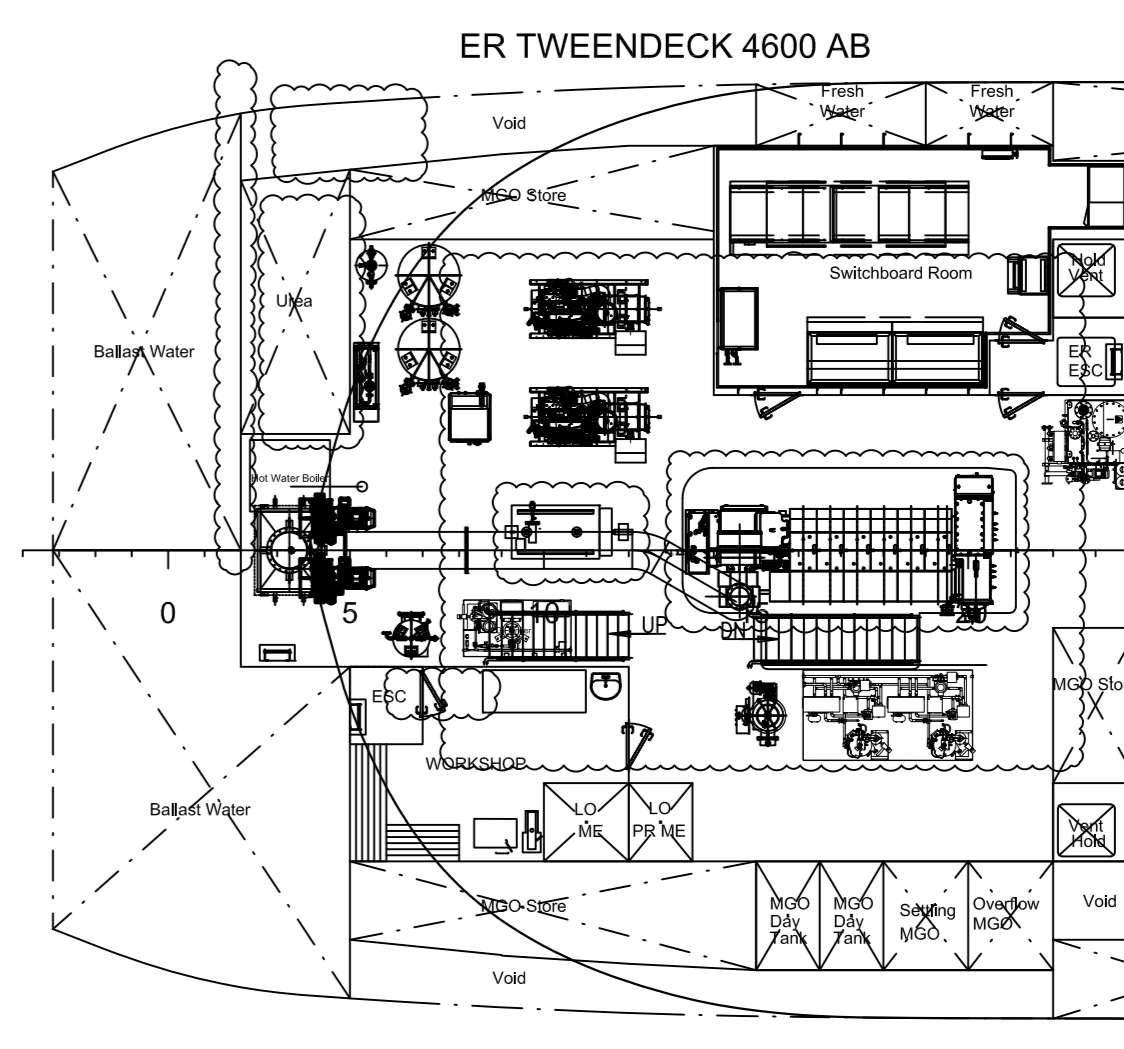 ER TWEENDECK 4600 AB
Fresh
Water
Fresh
Water
Void
MGO Store
Switchboard Room
Hold
Vent
Urea
Ballast Water
ER
ESC
Hot Water Boiler
0
5
10
UP
DN
ESC
MGO Sto
WORKSHOP
Ballast Water
LO
ME
LO
PR ME
Vent
Hold
MGO Store
MGO
Day
Tank
MGO
Day
Tank
Settling
MGO
Overflow
MGO
Void
Void